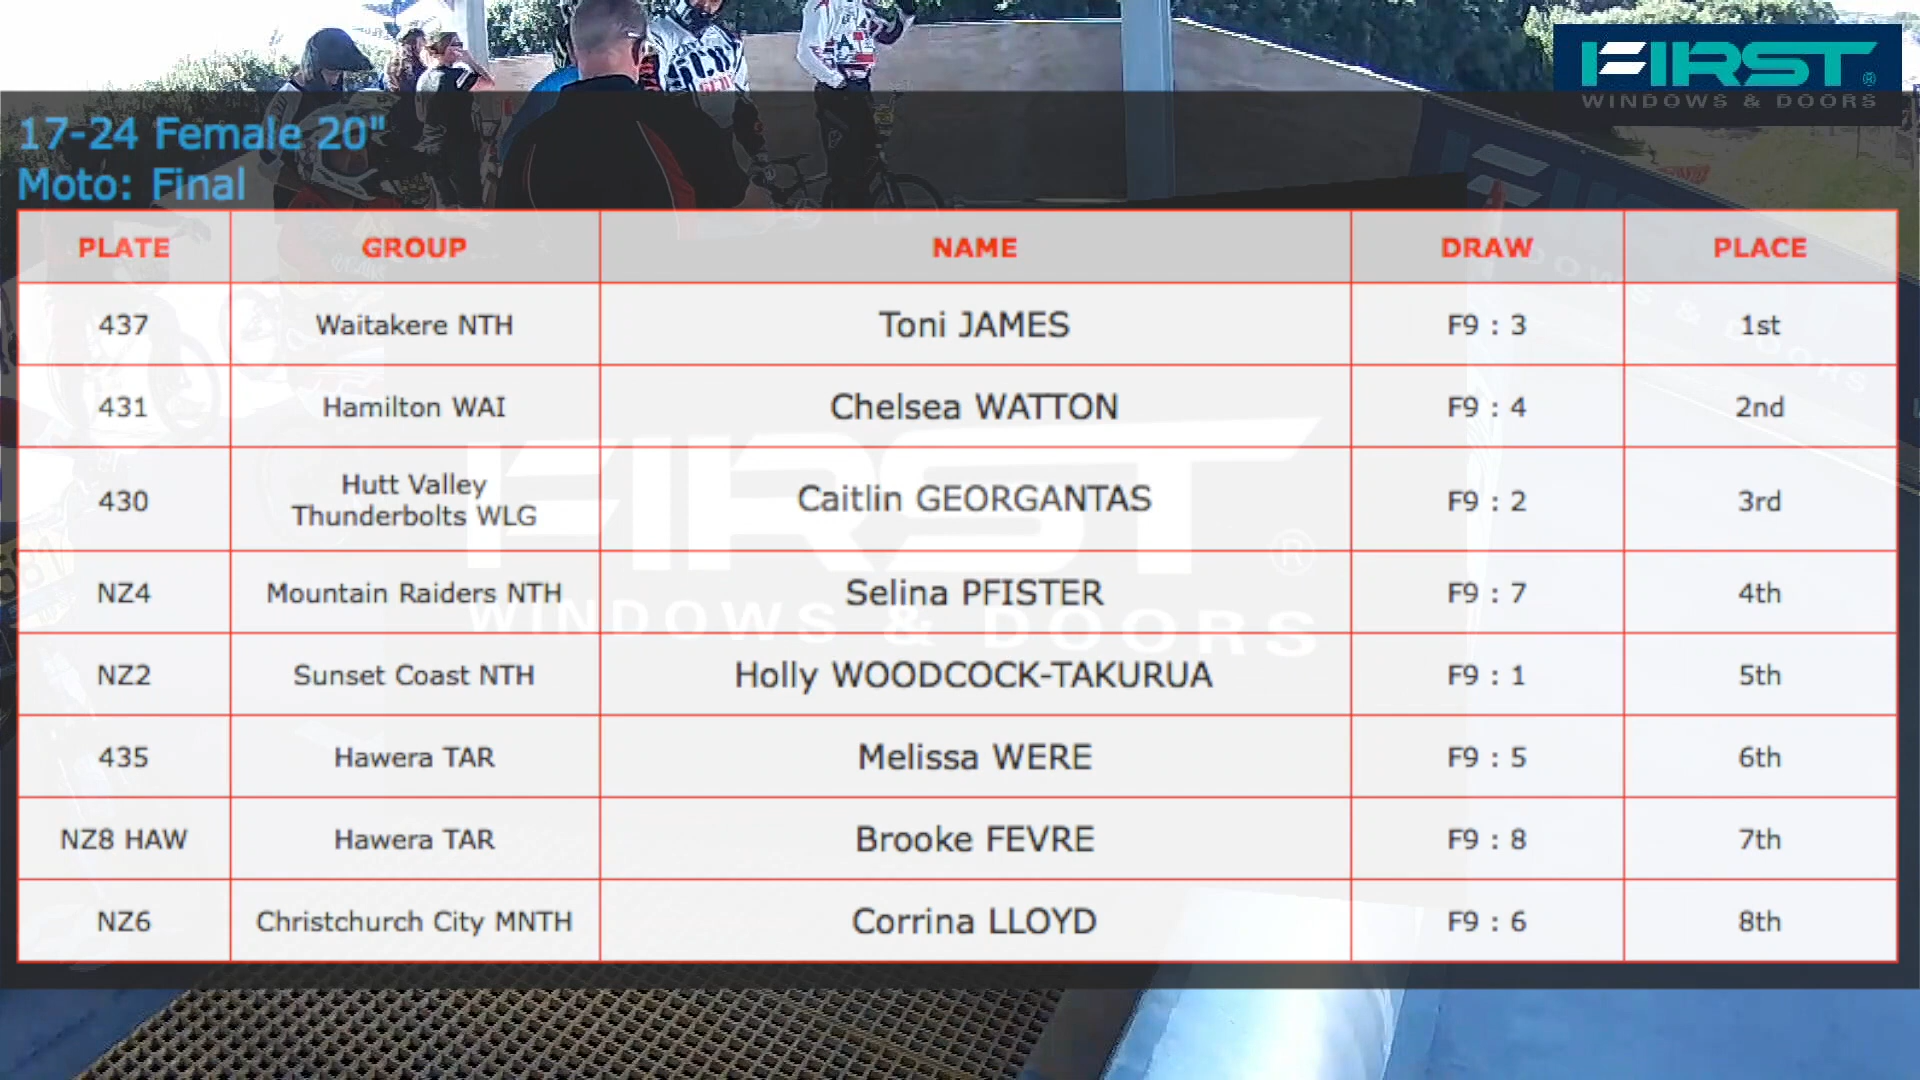 FIRST®
WINDOWS & DOORS
17-24 Female 20"
Moto: Final
PLATE GROUP NAME DRAW PLACE
437 Waitakere NTH Toni JAMES F9 : 3 1st
431 Hamilton WAI Chelsea WATTON F9 : 4 2nd
430 Hutt Valley Thunderbolts WLG Caitlin GEORGANTAS F9 : 2 3rd
NZ4 Mountain Raiders NTH Selina PFISTER F9 : 7 4th
NZ2 Sunset Coast NTH Holly WOODCOCK-TAKURUA F9 : 1 5th
435 Hawera TAR Melissa WERE F9 : 5 6th
NZ8 HAW Hawera TAR Brooke FEVRE F9 : 8 7th
NZ6 Christchurch City MNTH Corrina LLOYD F9 : 6 8th
FIRST®
WINDOWS & DOORS